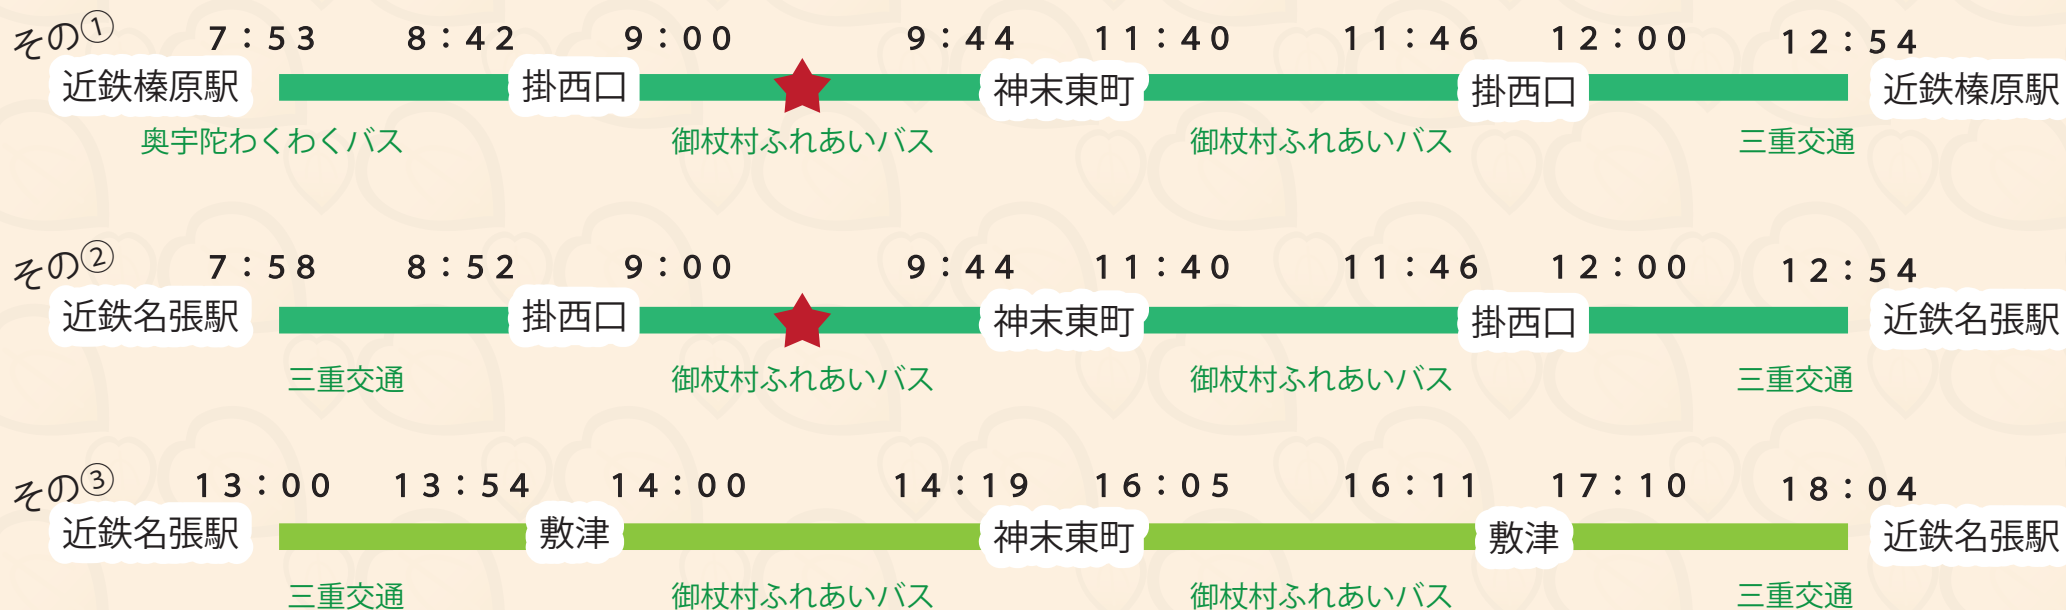 その①
7：53 8：42 9：00 9：44 11：40 11：46 12：00 12：54
近鉄榛原駅 掛西口 神末東町 掛西口 近鉄榛原駅
奥宇陀わくわくバス 御杖村ふれあいバス 御杖村ふれあいバス 三重交通
その②
7：58 8：52 9：00 9：44 11：40 11：46 12：00 12：54
近鉄名張駅 掛西口 神末東町 掛西口 近鉄名張駅
三重交通 御杖村ふれあいバス 御杖村ふれあいバス 三重交通
その③
13：00 13：54 14：00 14：19 16：05 16：11 17：10 18：04
近鉄名張駅 敷津 神末東町 敷津 近鉄名張駅
三重交通 御杖村ふれあいバス 御杖村ふれあいバス 三重交通